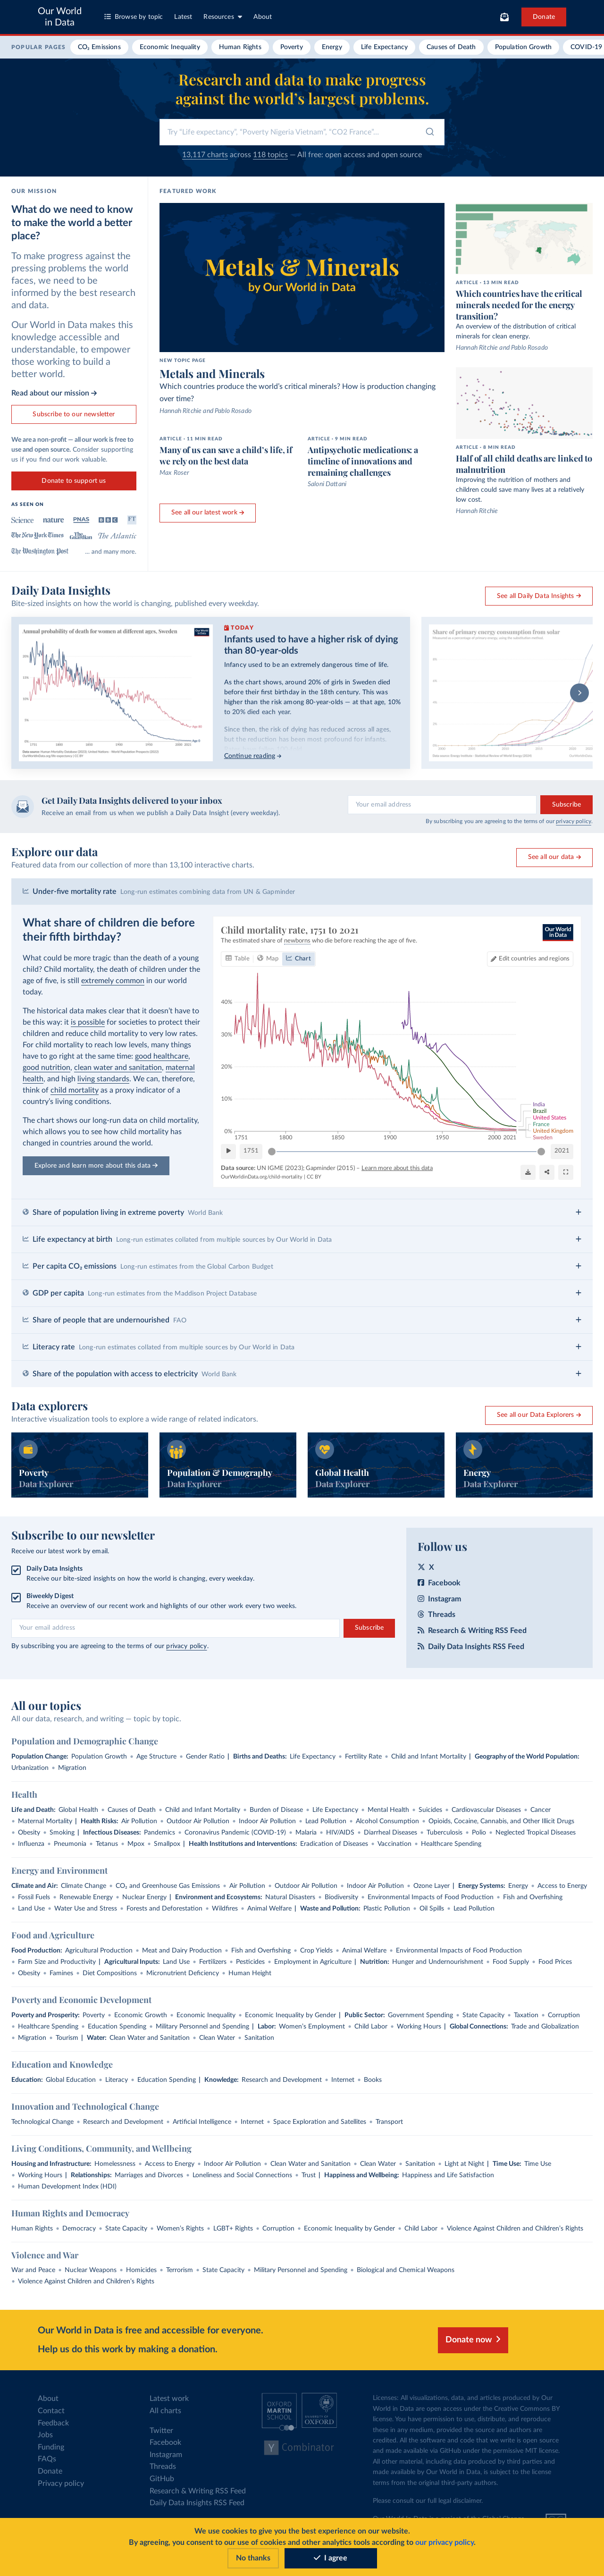 Our World
in Data
Browse by topic
Latest
Resources
About
Donate
POPULAR PAGES
CO₂ Emissions
Economic Inequality
Human Rights
Poverty
Energy
Life Expectancy
Causes of Death
Population Growth
COVID-19
Research and data to make progress
against the world's largest problems.
Try "Life expectancy", "Poverty Nigeria Vietnam", "CO2 France"...
13,117 charts across 118 topics — All free: open access and open source
OUR MISSION
What do we need to know
to make the world a better
place?
To make progress against the
pressing problems the world
faces, we need to be
informed by the best research
and data.
Our World in Data makes this
knowledge accessible and
understandable, to empower
those working to build a
better world.
Read about our mission →
Subscribe to our newsletter
We are a non-profit — all our work is free to
use and open source. Consider supporting
us if you find our work valuable.
Donate to support us
AS SEEN ON
Science
nature
PNAS
BBC
FT
The New York Times
The Guardian
The Atlantic
The Washington Post
... and many more.
FEATURED WORK
Metals & Minerals
by Our World in Data
NEW TOPIC PAGE
Metals and Minerals
Which countries produce the world's critical minerals? How is production changing
over time?
Hannah Ritchie and Pablo Rosado
ARTICLE · 11 MIN READ
Many of us can save a child's life, if
we rely on the best data
Max Roser
ARTICLE · 9 MIN READ
Antipsychotic medications: a
timeline of innovations and
remaining challenges
Saloni Dattani
See all our latest work →
ARTICLE · 13 MIN READ
Which countries have the critical
minerals needed for the energy
transition?
An overview of the distribution of critical
minerals for clean energy.
Hannah Ritchie and Pablo Rosado
ARTICLE · 8 MIN READ
Half of all child deaths are linked to
malnutrition
Improving the nutrition of mothers and
children could save many lives at a relatively
low cost.
Hannah Ritchie
Daily Data Insights
Bite-sized insights on how the world is changing, published every weekday.
See all Daily Data Insights →
Annual probability of death for women at different ages, Sweden
TODAY
Infants used to have a higher risk of dying
than 80-year-olds
Infancy used to be an extremely dangerous time of life.
As the chart shows, around 20% of girls in Sweden died
before their first birthday in the 18th century. This was
higher than the risk among 80-year-olds — at that age, 10%
to 20% died each year.
Since then, the risk of dying has reduced across all ages,
but the reduction has been most profound for infants.
Continue reading →
Share of primary energy consumption from solar
Get Daily Data Insights delivered to your inbox
Receive an email from us when we publish a Daily Data Insight (every weekday).
Your email address
Subscribe
By subscribing you are agreeing to the terms of our privacy policy.
Explore our data
Featured data from our collection of more than 13,100 interactive charts.
See all our data →
Under-five mortality rate Long-run estimates combining data from UN & Gapminder
What share of children die before
their fifth birthday?
What could be more tragic than the death of a young
child? Child mortality, the death of children under the
age of five, is still extremely common in our world
today.
The historical data makes clear that it doesn't have to
be this way: it is possible for societies to protect their
children and reduce child mortality to very low rates.
For child mortality to reach low levels, many things
have to go right at the same time: good healthcare,
good nutrition, clean water and sanitation, maternal
health, and high living standards. We can, therefore,
think of child mortality as a proxy indicator of a
country's living conditions.
The chart shows our long-run data on child mortality,
which allows you to see how child mortality has
changed in countries around the world.
Explore and learn more about this data →
Child mortality rate, 1751 to 2021
The estimated share of newborns who die before reaching the age of five.
Our World
in Data
Table
Map
Chart
Edit countries and regions
40%
30%
20%
10%
0%
1751
1800
1850
1900
1950
2000
2021
India
Brazil
United States
France
United Kingdom
Sweden
1751
2021
Data source: UN IGME (2023); Gapminder (2015) – Learn more about this data
OurWorldInData.org/child-mortality | CC BY
Share of population living in extreme poverty World Bank
Life expectancy at birth Long-run estimates collated from multiple sources by Our World in Data
Per capita CO₂ emissions Long-run estimates from the Global Carbon Budget
GDP per capita Long-run estimates from the Maddison Project Database
Share of people that are undernourished FAO
Literacy rate Long-run estimates collated from multiple sources by Our World in Data
Share of the population with access to electricity World Bank
Data explorers
Interactive visualization tools to explore a wide range of related indicators.
See all our Data Explorers →
Poverty
Data Explorer
Population & Demography
Data Explorer
Global Health
Data Explorer
Energy
Data Explorer
Subscribe to our newsletter
Receive our latest work by email.
Daily Data Insights
Receive our bite-sized insights on how the world is changing, every weekday.
Biweekly Digest
Receive an overview of our recent work and highlights of our other work every two weeks.
Your email address
Subscribe
By subscribing you are agreeing to the terms of our privacy policy.
Follow us
X
Facebook
Instagram
Threads
Research & Writing RSS Feed
Daily Data Insights RSS Feed
All our topics
All our data, research, and writing — topic by topic.
Population and Demographic Change
Population Change: Population Growth • Age Structure • Gender Ratio | Births and Deaths: Life Expectancy • Fertility Rate • Child and Infant Mortality | Geography of the World Population:
Urbanization • Migration
Health
Life and Death: Global Health • Causes of Death • Child and Infant Mortality • Burden of Disease • Life Expectancy • Mental Health • Suicides • Cardiovascular Diseases • Cancer
• Maternal Mortality | Health Risks: Air Pollution • Outdoor Air Pollution • Indoor Air Pollution • Lead Pollution • Alcohol Consumption • Opioids, Cocaine, Cannabis, and Other Illicit Drugs
• Obesity • Smoking | Infectious Diseases: Pandemics • Coronavirus Pandemic (COVID-19) • Malaria • HIV/AIDS • Diarrheal Diseases • Tuberculosis • Polio • Neglected Tropical Diseases
• Influenza • Pneumonia • Tetanus • Mpox • Smallpox | Health Institutions and Interventions: Eradication of Diseases • Vaccination • Healthcare Spending
Energy and Environment
Climate and Air: Climate Change • CO₂ and Greenhouse Gas Emissions • Air Pollution • Outdoor Air Pollution • Indoor Air Pollution • Ozone Layer | Energy Systems: Energy • Access to Energy
• Fossil Fuels • Renewable Energy • Nuclear Energy | Environment and Ecosystems: Natural Disasters • Biodiversity • Environmental Impacts of Food Production • Fish and Overfishing
• Land Use • Water Use and Stress • Forests and Deforestation • Wildfires • Animal Welfare | Waste and Pollution: Plastic Pollution • Oil Spills • Lead Pollution
Food and Agriculture
Food Production: Agricultural Production • Meat and Dairy Production • Fish and Overfishing • Crop Yields • Animal Welfare • Environmental Impacts of Food Production
• Farm Size and Productivity | Agricultural Inputs: Land Use • Fertilizers • Pesticides • Employment in Agriculture | Nutrition: Hunger and Undernourishment • Food Supply • Food Prices
• Obesity • Famines • Diet Compositions • Micronutrient Deficiency • Human Height
Poverty and Economic Development
Poverty and Prosperity: Poverty • Economic Growth • Economic Inequality • Economic Inequality by Gender | Public Sector: Government Spending • State Capacity • Taxation • Corruption
• Healthcare Spending • Education Spending • Military Personnel and Spending | Labor: Women's Employment • Child Labor • Working Hours | Global Connections: Trade and Globalization
• Migration • Tourism | Water: Clean Water and Sanitation • Clean Water • Sanitation
Education and Knowledge
Education: Global Education • Literacy • Education Spending | Knowledge: Research and Development • Internet • Books
Innovation and Technological Change
Technological Change • Research and Development • Artificial Intelligence • Internet • Space Exploration and Satellites • Transport
Living Conditions, Community, and Wellbeing
Housing and Infrastructure: Homelessness • Access to Energy • Indoor Air Pollution • Clean Water and Sanitation • Clean Water • Sanitation • Light at Night | Time Use: Time Use
• Working Hours | Relationships: Marriages and Divorces • Loneliness and Social Connections • Trust | Happiness and Wellbeing: Happiness and Life Satisfaction
• Human Development Index (HDI)
Human Rights and Democracy
Human Rights • Democracy • State Capacity • Women's Rights • LGBT+ Rights • Corruption • Economic Inequality by Gender • Child Labor • Violence Against Children and Children's Rights
Violence and War
War and Peace • Nuclear Weapons • Homicides • Terrorism • State Capacity • Military Personnel and Spending • Biological and Chemical Weapons
• Violence Against Children and Children's Rights
Our World in Data is free and accessible for everyone.
Help us do this work by making a donation.
Donate now
About
Contact
Feedback
Jobs
Funding
FAQs
Donate
Privacy policy
Latest work
All charts
Twitter
Facebook
Instagram
Threads
GitHub
Research & Writing RSS Feed
Daily Data Insights RSS Feed
OXFORD
MARTIN
SCHOOL
UNIVERSITY OF
OXFORD
Y Combinator
Licenses: All visualizations, data, and articles produced by Our
World in Data are open access under the Creative Commons BY
license. You have permission to use, distribute, and reproduce
these in any medium, provided the source and authors are
credited. All the software and code that we write is open source
and made available via GitHub under the permissive MIT license.
All other material, including data produced by third parties and
made available by Our World in Data, is subject to the license
terms from the original third-party authors.
Please consult our full legal disclaimer.
We use cookies to give you the best experience on our website.
By agreeing, you consent to our use of cookies and other analytics tools according to our privacy policy.
No thanks
I agree